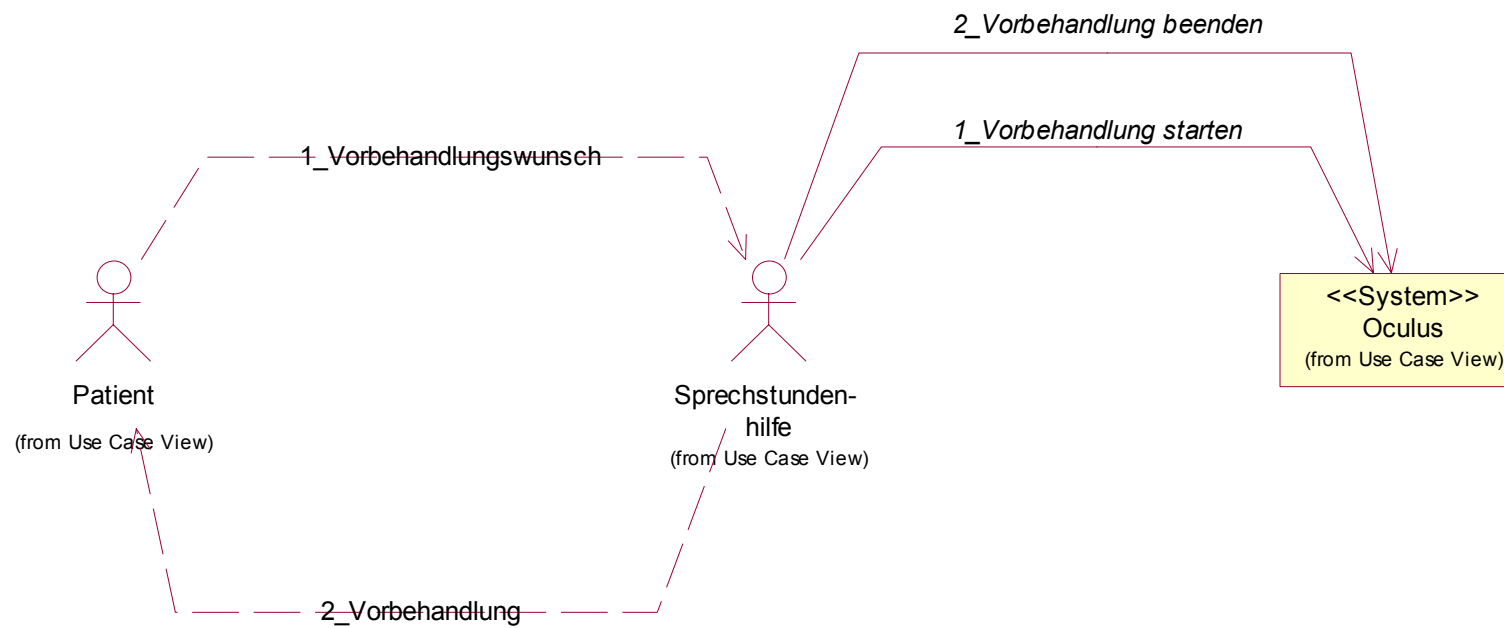 2_Vorbehandlung beenden
1_Vorbehandlung starten
1_Vorbehandlungswunsch
<<System>>
Oculus
(from Use Case View)
Patient
(from Use Case View)
Sprechstunden-
hilfe
(from Use Case View)
2_Vorbehandlung